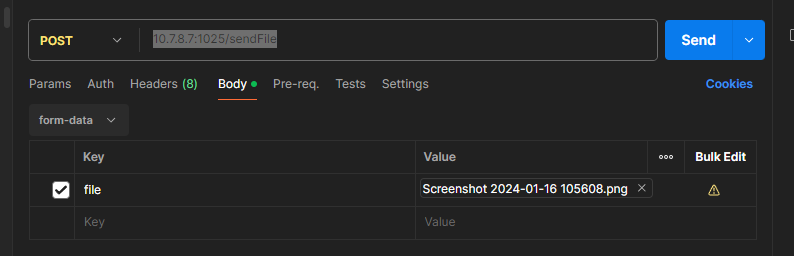 POST 10.7.8.7:1025/sendFile Send
Params Auth Headers (8) Body Pre-req. Tests Settings Cookies
form-data
Key Value Bulk Edit
file Screenshot 2024-01-16 105608.png
Key Value